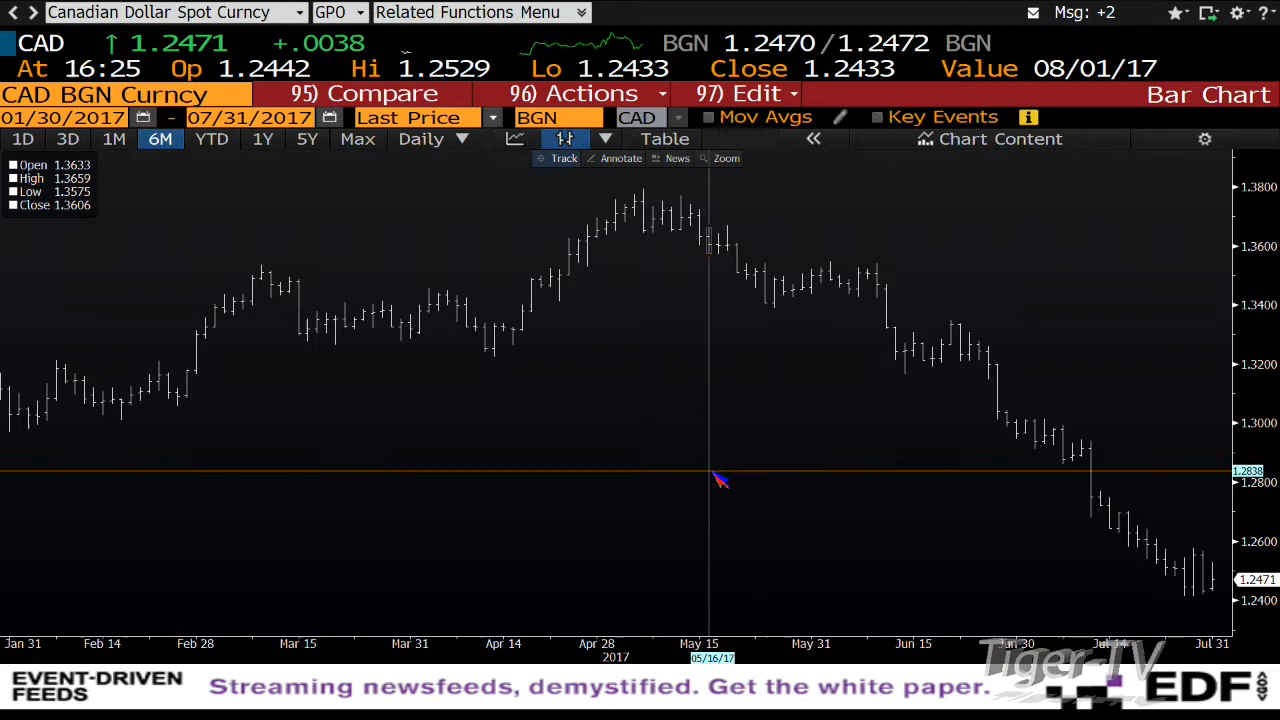 Canadian Dollar Spot Curncy GPO Related Functions Menu Msg: +2 ?
CAD ↑ 1.2471 +.0038 BGN 1.2470/1.2472 BGN
At 16:25 Op 1.2442 Hi 1.2529 Lo 1.2433 Close 1.2433 Value 08/01/17
CAD BGN Curncy 95) Compare 96) Actions 97) Edit Bar Chart
01/30/2017 - 07/31/2017 Last Price BGN CAD Mov Avgs Key Events i
1D 3D 1M 6M YTD 1Y 5Y Max Daily Table « Chart Content
Track Annotate News Zoom
Open 1.3633
High 1.3659
Low 1.3575
Close 1.3606
1.3800
1.3600
1.3400
1.3200
1.3000
1.2838
1.2800
1.2600
1.2471
1.2400
Jan 31 Feb 14 Feb 28 Mar 15 Mar 31 Apr 14 Apr 28 May 15 May 31 Jun 15 Jun 30 Jul 14 Jul 31
2017 05/16/17
Tiger-TV
EVENT-DRIVEN
FEEDS
Streaming newsfeeds, demystified. Get the white paper.
EDF